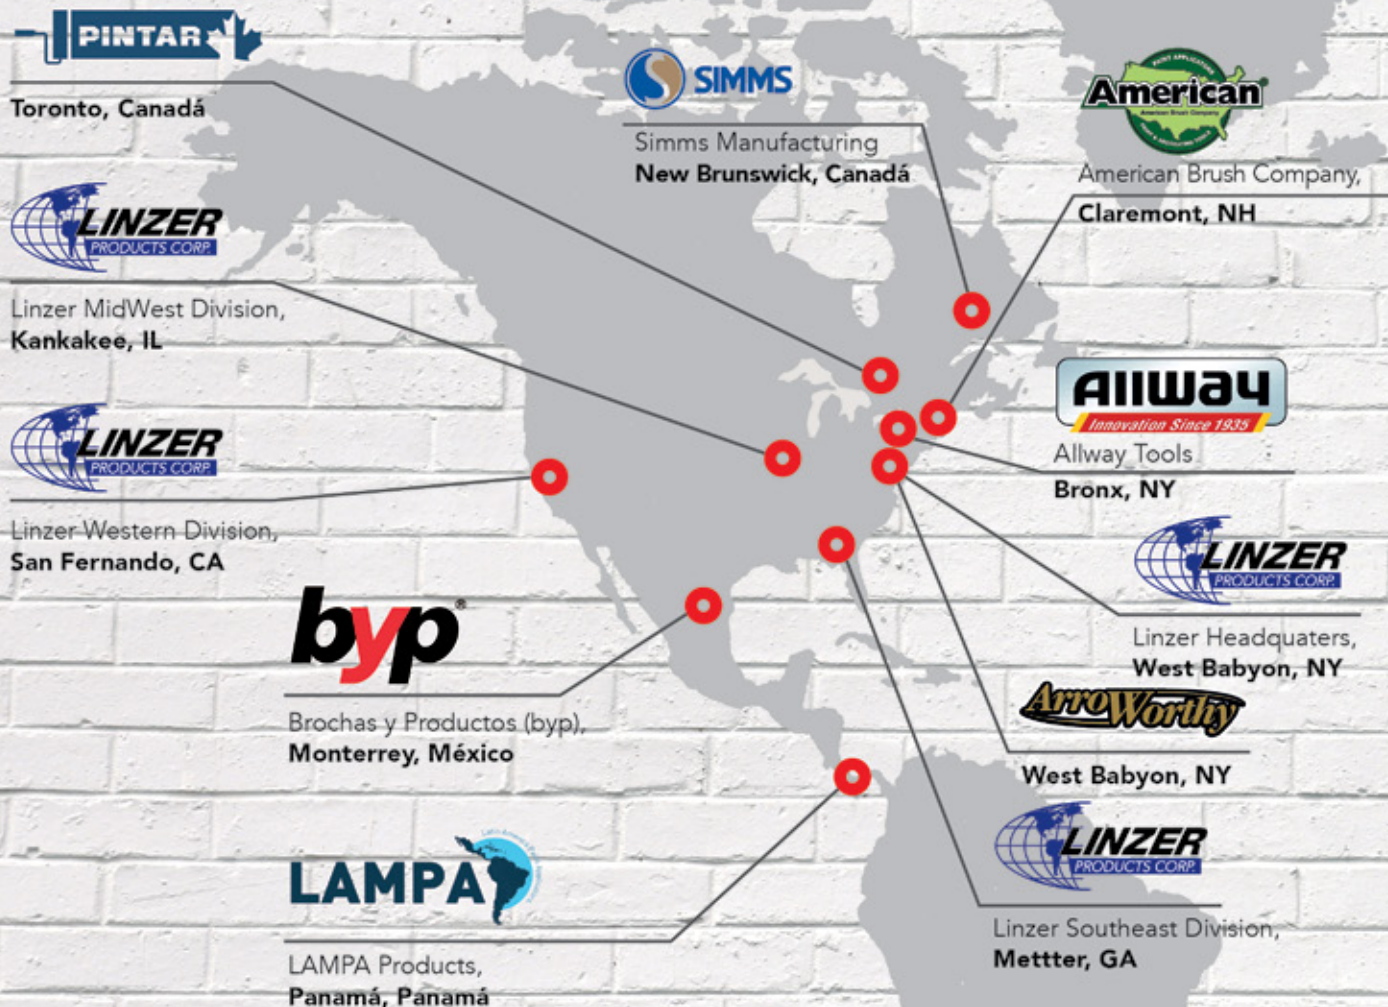 PINTAR
Toronto, Canadá
SIMMS
Simms Manufacturing
New Brunswick, Canadá
American
American Brush Company
American Brush Company,
Claremont, NH
LINZER
PRODUCTS CORP.
Linzer MidWest Division,
Kankakee, IL
Allway
Innovation Since 1935
Allway Tools
Bronx, NY
LINZER
PRODUCTS CORP.
Linzer Western Division,
San Fernando, CA
LINZER
PRODUCTS CORP.
Linzer Headquaters,
West Babyon, NY
byp®
Brochas y Productos (byp),
Monterrey, México
ArroWorthy
West Babyon, NY
LINZER
PRODUCTS CORP.
Linzer Southeast Division,
Mettter, GA
LAMPA
LAMPA Products,
Panamá, Panamá